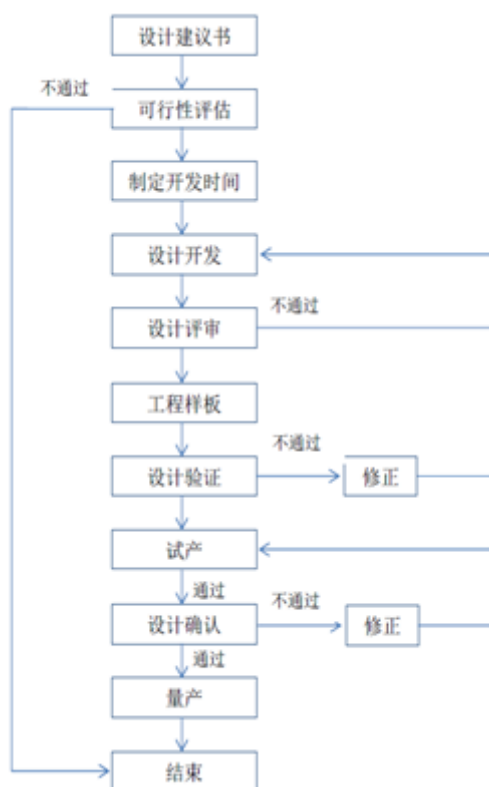 设计建议书
不通过
可行性评估
制定开发时间
设计开发
不通过
设计评审
工程样板
不通过
设计验证
修正
试产
通过
不通过
设计确认
修正
通过
量产
结束